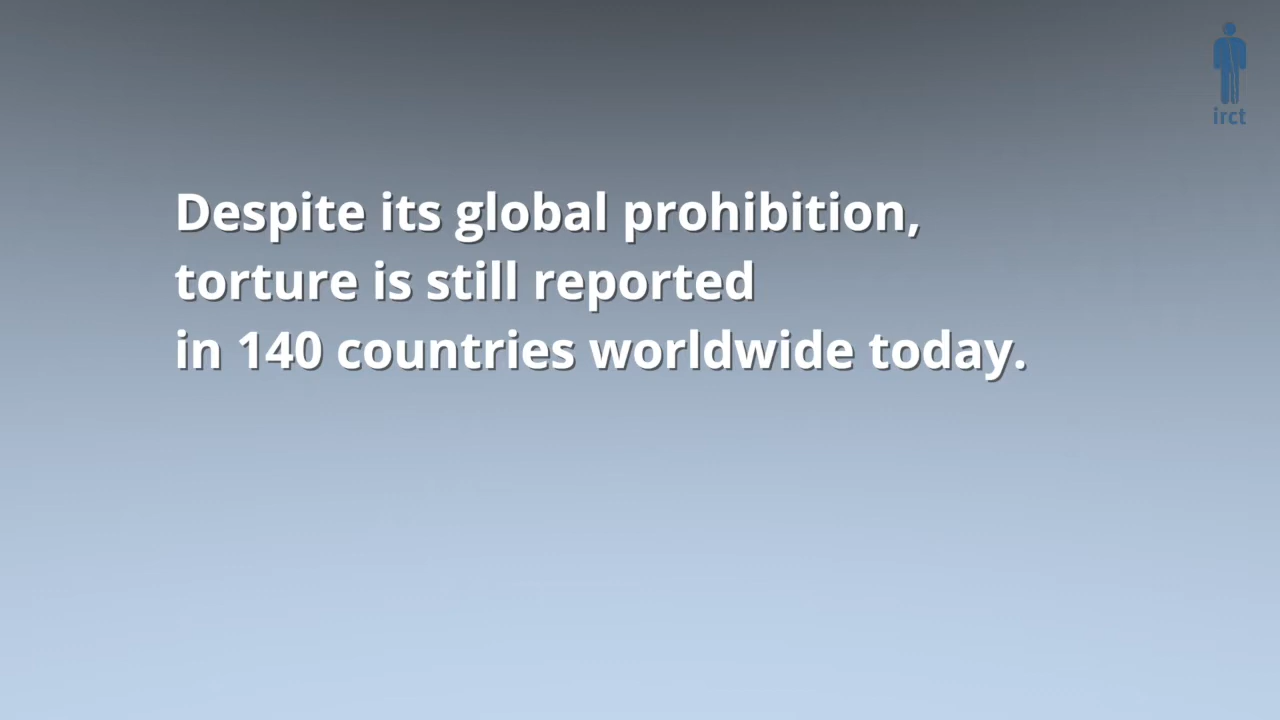 irct
Despite its global prohibition,
torture is still reported
in 140 countries worldwide today.